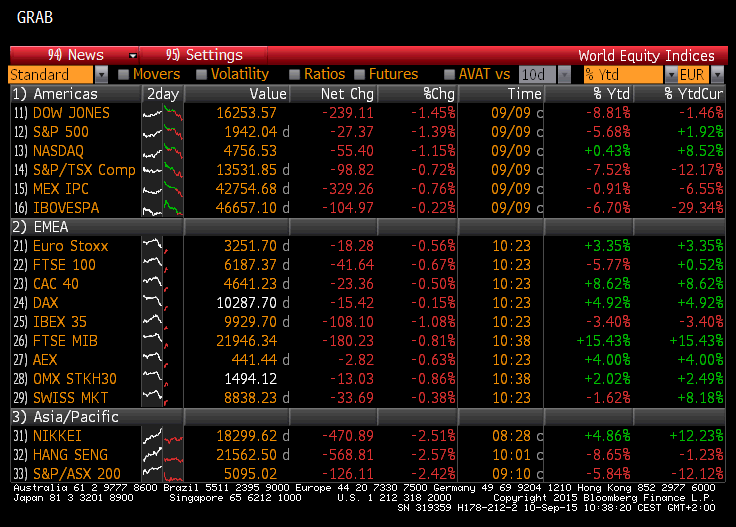 GRAB
94) News 95) Settings World Equity Indices
Standard Movers Volatility Ratios Futures AVAT vs 10d % Ytd EUR
1) Americas 2day Value Net Chg %Chg Time % Ytd % YtdCur
11) DOW JONES 16253.57 -239.11 -1.45% 09/09 c -8.81% -1.46%
12) S&P 500 1942.04 d -27.37 -1.39% 09/09 c -5.68% +1.92%
13) NASDAQ 4756.53 -55.40 -1.15% 09/09 c +0.43% +8.52%
14) S&P/TSX Comp 13531.85 d -98.82 -0.72% 09/09 c -7.52% -12.17%
15) MEX IPC 42754.68 d -329.26 -0.76% 09/09 c -0.91% -6.55%
16) IBOVESPA 46657.10 d -104.97 -0.22% 09/09 c -6.70% -29.34%
2) EMEA
21) Euro Stoxx 3251.70 d -18.28 -0.56% 10:23 +3.35% +3.35%
22) FTSE 100 6187.37 d -41.64 -0.67% 10:23 -5.77% +0.52%
23) CAC 40 4641.23 d -23.36 -0.50% 10:23 +8.62% +8.62%
24) DAX 10287.70 d -15.42 -0.15% 10:23 +4.92% +4.92%
25) IBEX 35 9929.70 d -108.10 -1.08% 10:23 -3.40% -3.40%
26) FTSE MIB 21946.34 -180.23 -0.81% 10:38 +15.43% +15.43%
27) AEX 441.44 d -2.82 -0.63% 10:23 +4.00% +4.00%
28) OMX STKH30 1494.12 -13.03 -0.86% 10:38 +2.02% +2.49%
29) SWISS MKT 8838.23 d -33.69 -0.38% 10:23 -1.62% +8.18%
3) Asia/Pacific
31) NIKKEI 18299.62 d -470.89 -2.51% 08:28 c +4.86% +12.23%
32) HANG SENG 21562.50 d -568.81 -2.57% 10:01 c -8.65% -1.23%
33) S&P/ASX 200 5095.02 -126.11 -2.42% 09:10 c -5.84% -12.12%
Australia 61 2 9777 8600 Brazil 5511 2395 9000 Europe 44 20 7330 7500 Germany 49 69 9204 1210 Hong Kong 852 2977 6000
Japan 81 3 3201 8900 Singapore 65 6212 1000 U.S. 1 212 318 2000 Copyright 2015 Bloomberg Finance L.P.
SN 319359 H178-212-2 10-Sep-15 10:38:20 CEST GMT+2:00